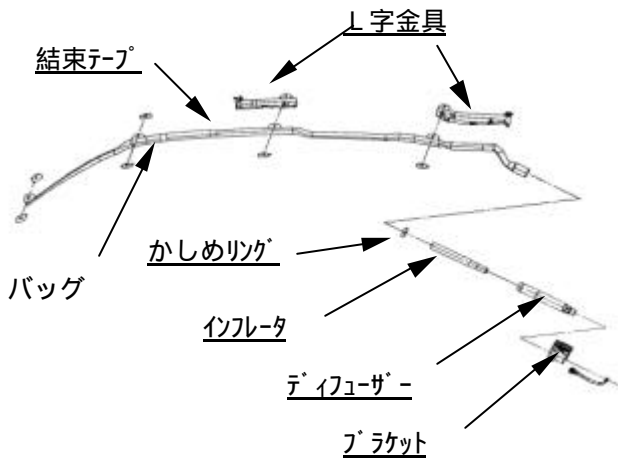 L字金具
結束ﾃｰﾌﾟ
かしめﾘﾝｸﾞ
バッグ
ｲﾝﾌﾚｰﾀ
ﾃﾞｨﾌｭｰｻﾞｰ
ﾌﾞﾗｹｯﾄ